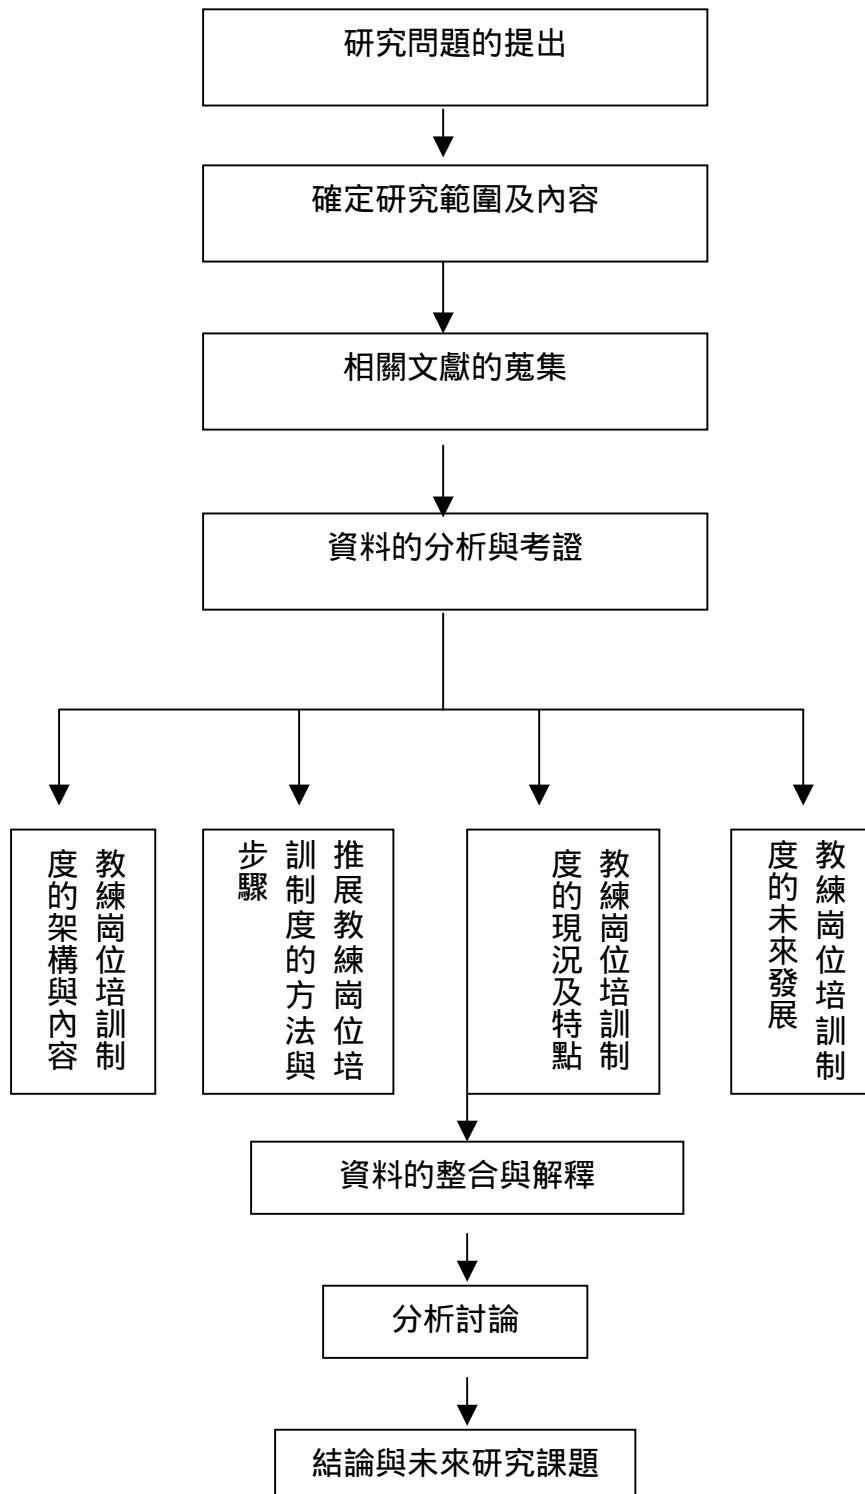 研究問題的提出
確定研究範圍及內容
相關文獻的蒐集
資料的分析與考證
教練崗位培訓制
度的架構與內容
推展教練崗位培
訓制度的方法與
步驟
教練崗位培訓制
度的現況及特點
教練崗位培訓制
度的未來發展
資料的整合與解釋
分析討論
結論與未來研究課題